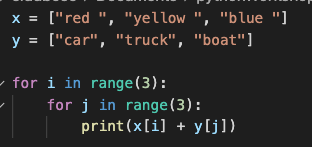 x = ["red ", "yellow ", "blue "]
y = ["car", "truck", "boat"]
for i in range(3):
    for j in range(3):
        print(x[i] + y[j])